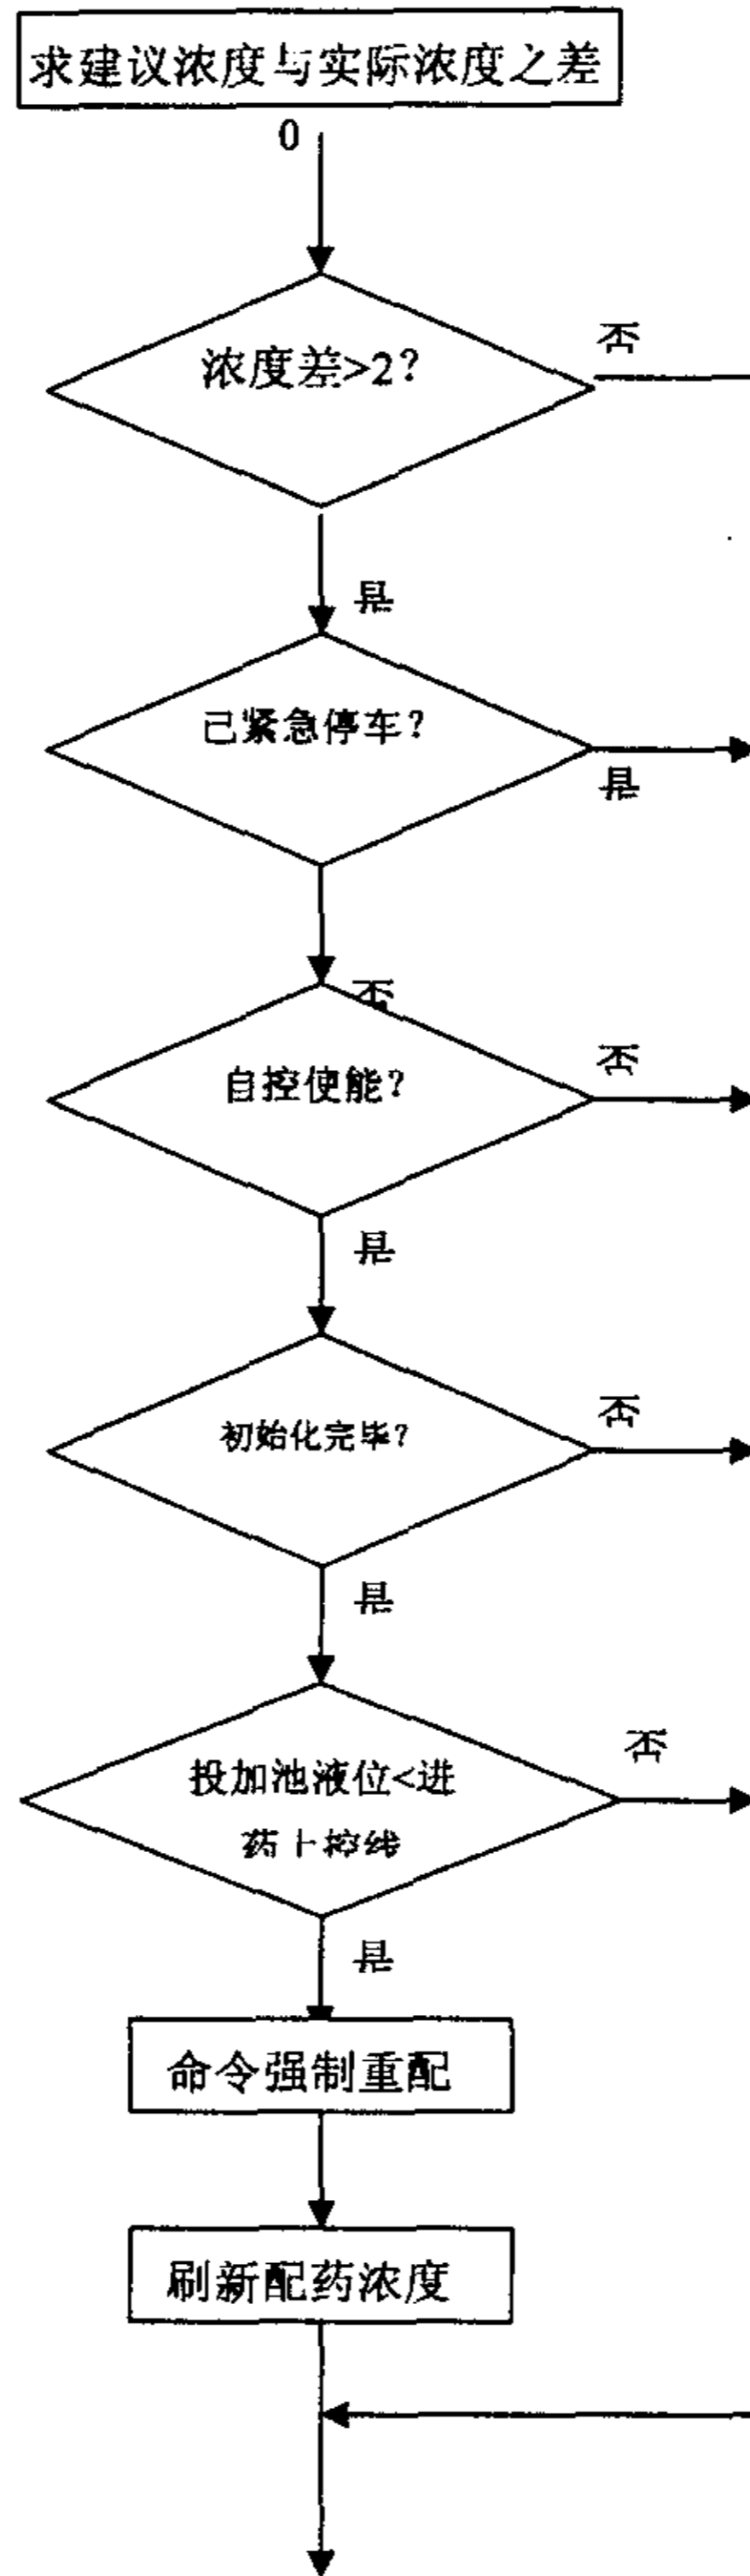 求建议浓度与实际浓度之差
0
浓度差>2?
否
是
已紧急停车?
是
否
自控使能?
否
是
初始化完毕?
否
是
投加池液位<进
药上控线
否
是
命令强制重配
刷新配药浓度